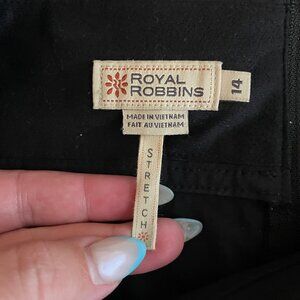 ROYAL
ROBBINS
14
MADE IN VIETNAM
FAIT AU VIETNAM
STRETCH